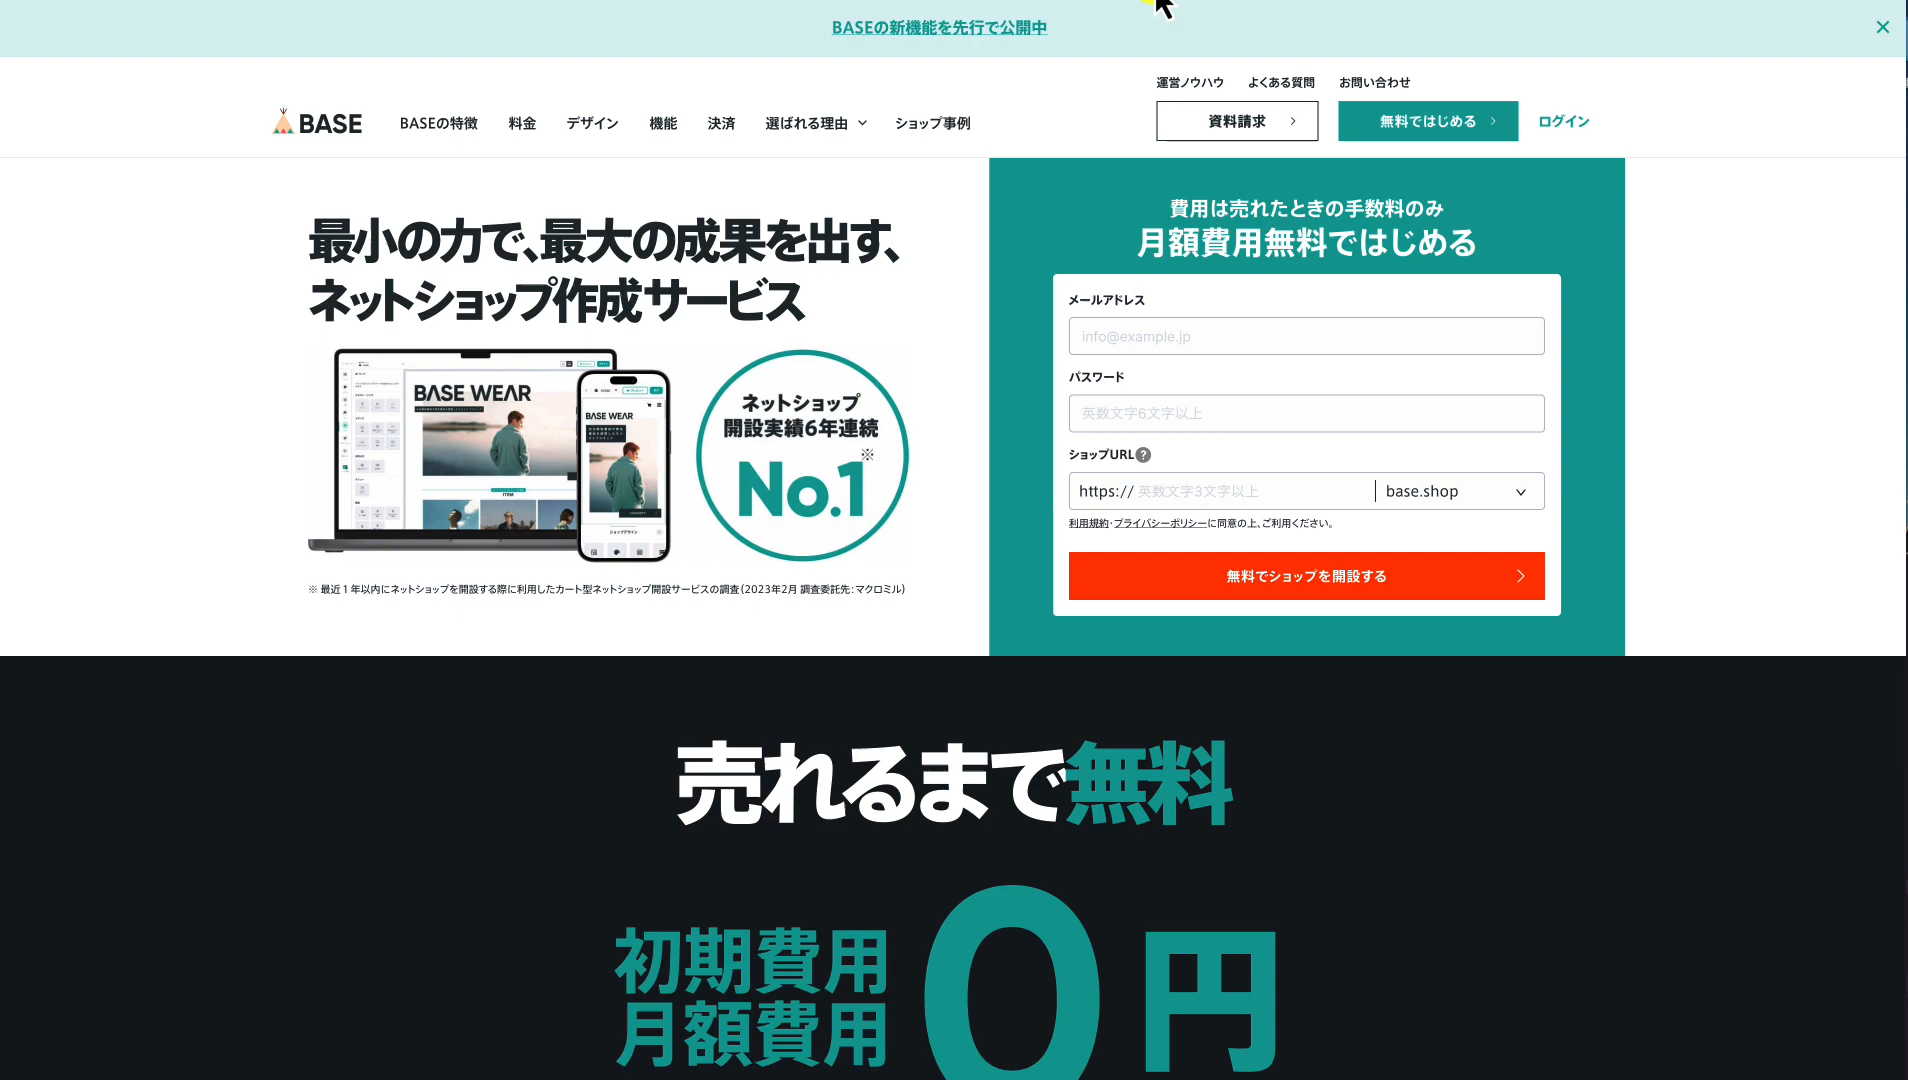 BASEの新機能を先行で公開中
運営ノウハウ よくある質問 お問い合わせ
BASE BASEの特徴 料金 デザイン 機能 決済 選ばれる理由 ショップ事例 資料請求 無料ではじめる ログイン
最小の力で、最大の成果を出す、
ネットショップ作成サービス
BASE WEAR
BASE WEAR
ITEM
ショップデザイン
ネットショップ
開設実績6年連続
※
No.1
※ 最近1年以内にネットショップを開設する際に利用したカート型ネットショップ開設サービスの調査（2023年2月 調査委託先：マクロミル）
費用は売れたときの手数料のみ
月額費用無料ではじめる
メールアドレス
info@example.jp
パスワード
英数文字6文字以上
ショップURL?
https:// 英数文字3文字以上 base.shop
利用規約・プライバシーポリシーに同意の上、ご利用ください。
無料でショップを開設する
売れるまで無料
初期費用
月額費用
0円